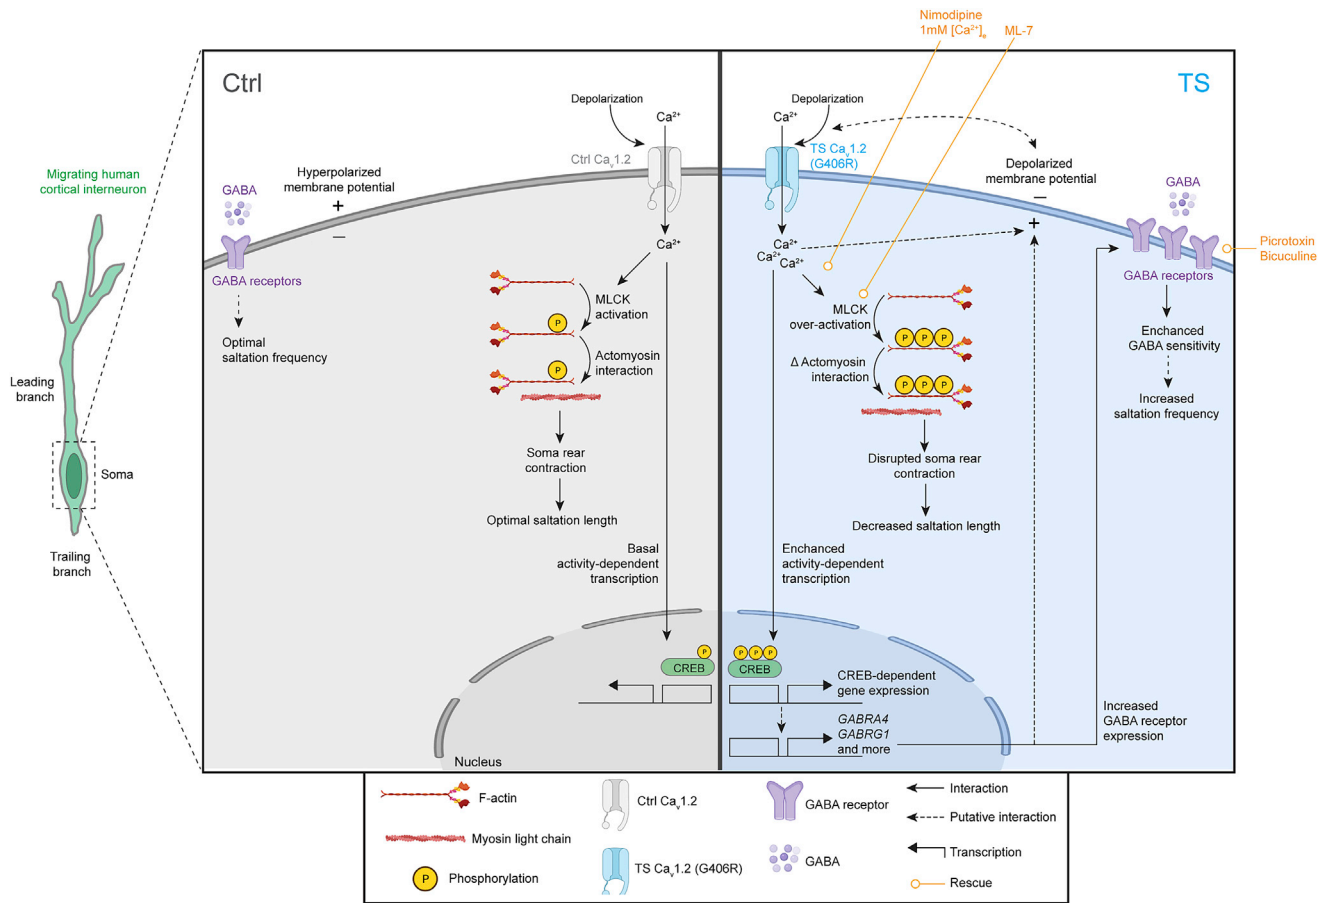 Nimodipine
1mM [Ca²⁺]ₑ
ML-7
Ctrl
TS
Migrating human
cortical interneuron
Leading
branch
Soma
Trailing
branch
Depolarization
Ca²⁺
Ctrl Caᵥ1.2
Hyperpolarized
membrane potential
+
–
GABA
GABA receptors
Optimal
saltation frequency
Ca²⁺
MLCK
activation
P
Actomyosin
interaction
P
Soma rear
contraction
Optimal saltation length
Basal
activity-dependent
transcription
P
CREB
Nucleus
Ca²⁺
Depolarization
TS Caᵥ1.2
(G406R)
Depolarized
membrane potential
–
+
GABA
GABA receptors
Picrotoxin
Bicuculine
Ca²⁺
Ca²⁺
Ca²⁺
MLCK
over-activation
P P P
Δ Actomyosin
interaction
P P P
Disrupted soma rear
contraction
Decreased saltation length
Enchanced
GABA sensitivity
Increased
saltation frequency
Enchanced
activity-dependent
transcription
P P P
CREB
CREB-dependent
gene expression
GABRA4
GABRG1
and more
Increased
GABA receptor
expression
F-actin
Myosin light chain
P
Phosphorylation
Ctrl Caᵥ1.2
TS Caᵥ1.2 (G406R)
GABA receptor
GABA
Interaction
Putative interaction
Transcription
Rescue